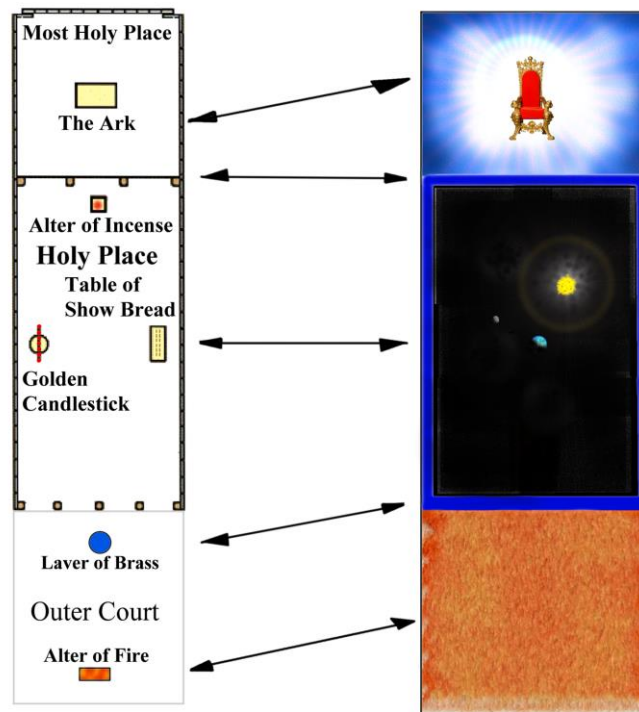 Most Holy Place
The Ark
Alter of Incense
Holy Place
Table of
Show Bread
Golden
Candlestick
Laver of Brass
Outer Court
Alter of Fire